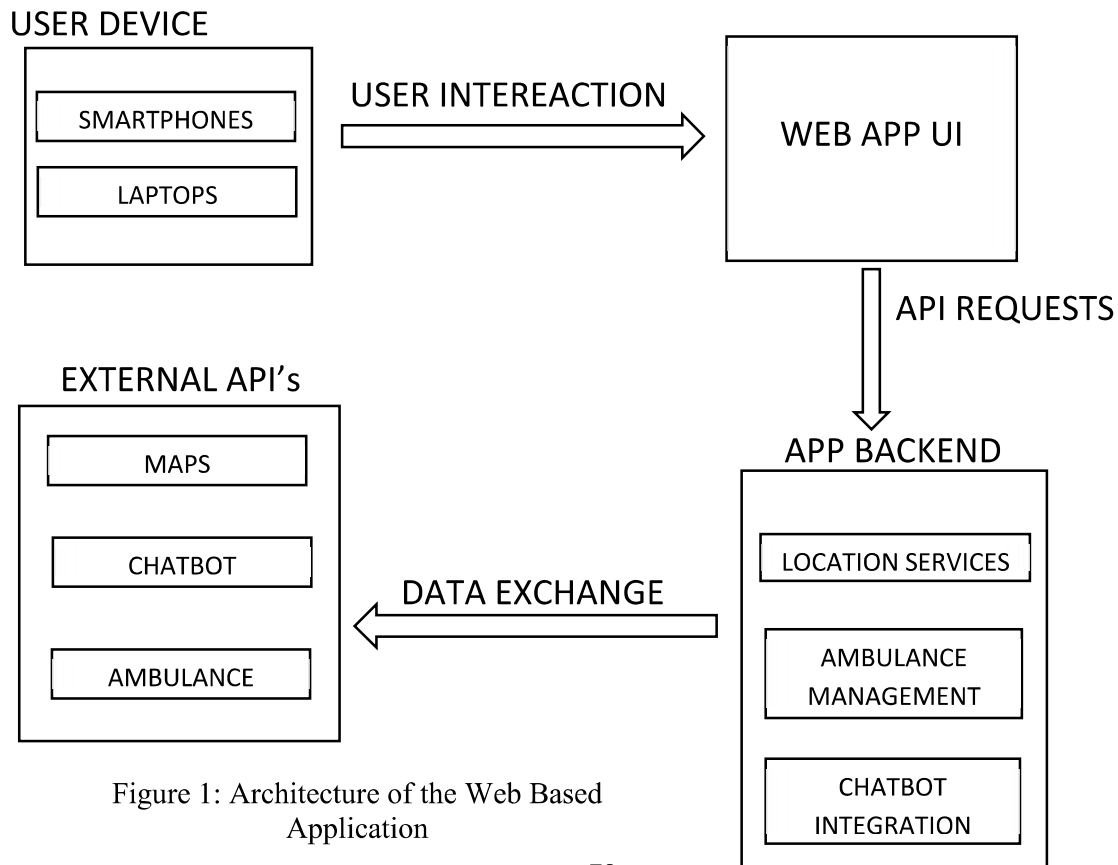 USER DEVICE
SMARTPHONES
LAPTOPS
USER INTEREACTION
WEB APP UI
API REQUESTS
EXTERNAL API's
MAPS
CHATBOT
AMBULANCE
DATA EXCHANGE
APP BACKEND
LOCATION SERVICES
AMBULANCE
MANAGEMENT
CHATBOT
INTEGRATION
Figure 1: Architecture of the Web Based
Application